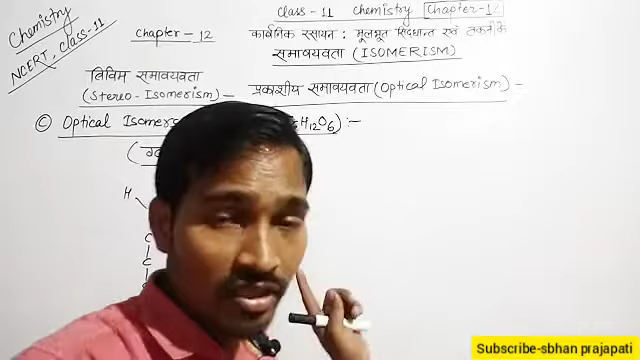 Chemistry
NCERT, Class-11
Chapter-12
Class-11 Chemistry Chapter-12
कार्बनिक रसायन : मूलभूत सिद्धान्त एवं तकनीकें
समावयवता (ISOMERISM)
त्रिविम समावयवता
(Stereo-Isomerism) –
प्रकाशीय समावयवता (Optical Isomerism) –
© Optical Isomers H12O6) :-
H
C
C
Subscribe-sbhan prajapati